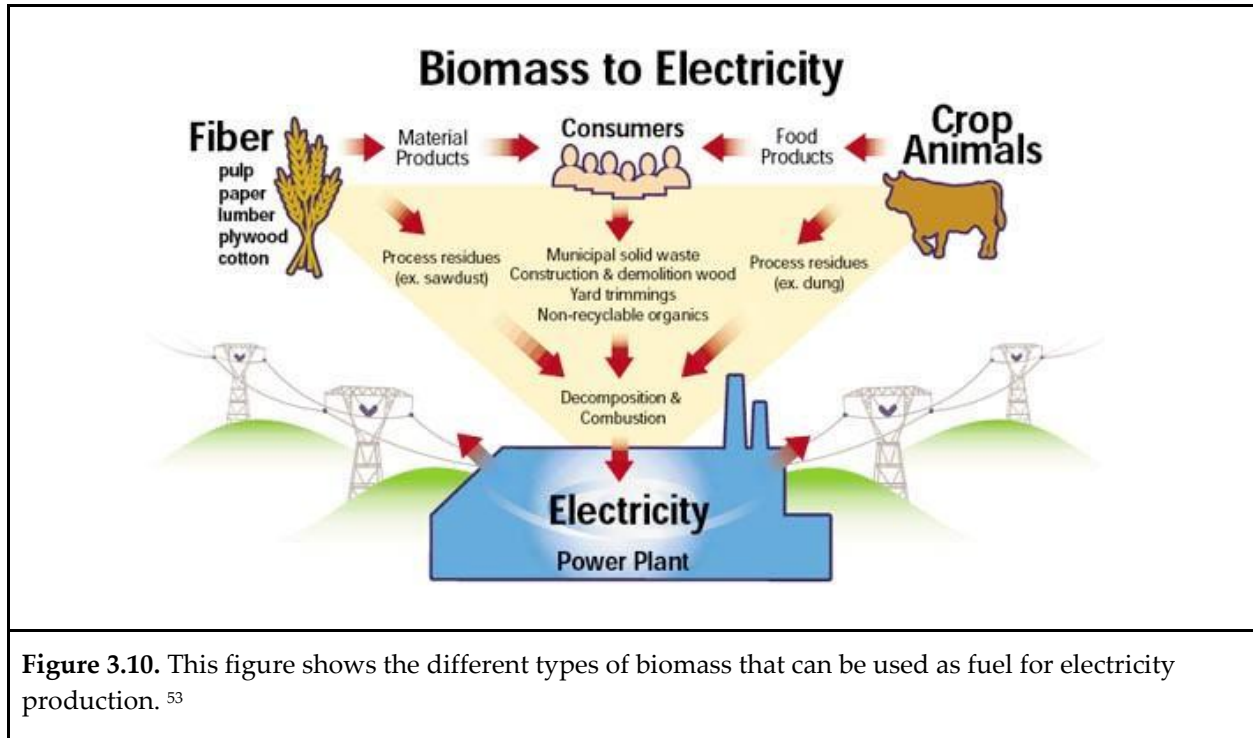 Biomass to Electricity
Fiber
pulp
paper
lumber
plywood
cotton
Material
Products
Consumers
Food
Products
Crop
Animals
Process residues
(ex. sawdust)
Municipal solid waste
Construction & demolition wood
Yard trimmings
Non-recyclable organics
Process residues
(ex. dung)
Decomposition &
Combustion
Electricity
Power Plant
Figure 3.10. This figure shows the different types of biomass that can be used as fuel for electricity
production. 53